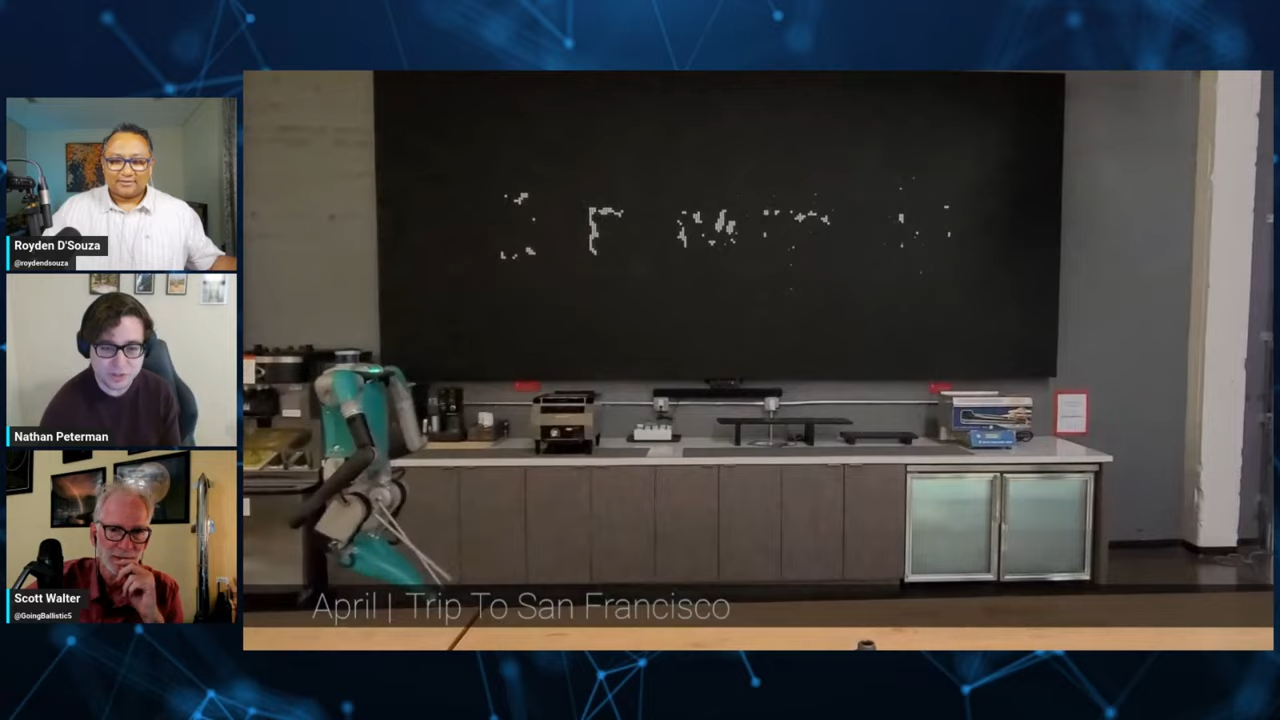 Royden D'Souza
@roydendsouza
Nathan Peterman
Scott Walter
@GoingBallistic5
April | Trip To San Francisco